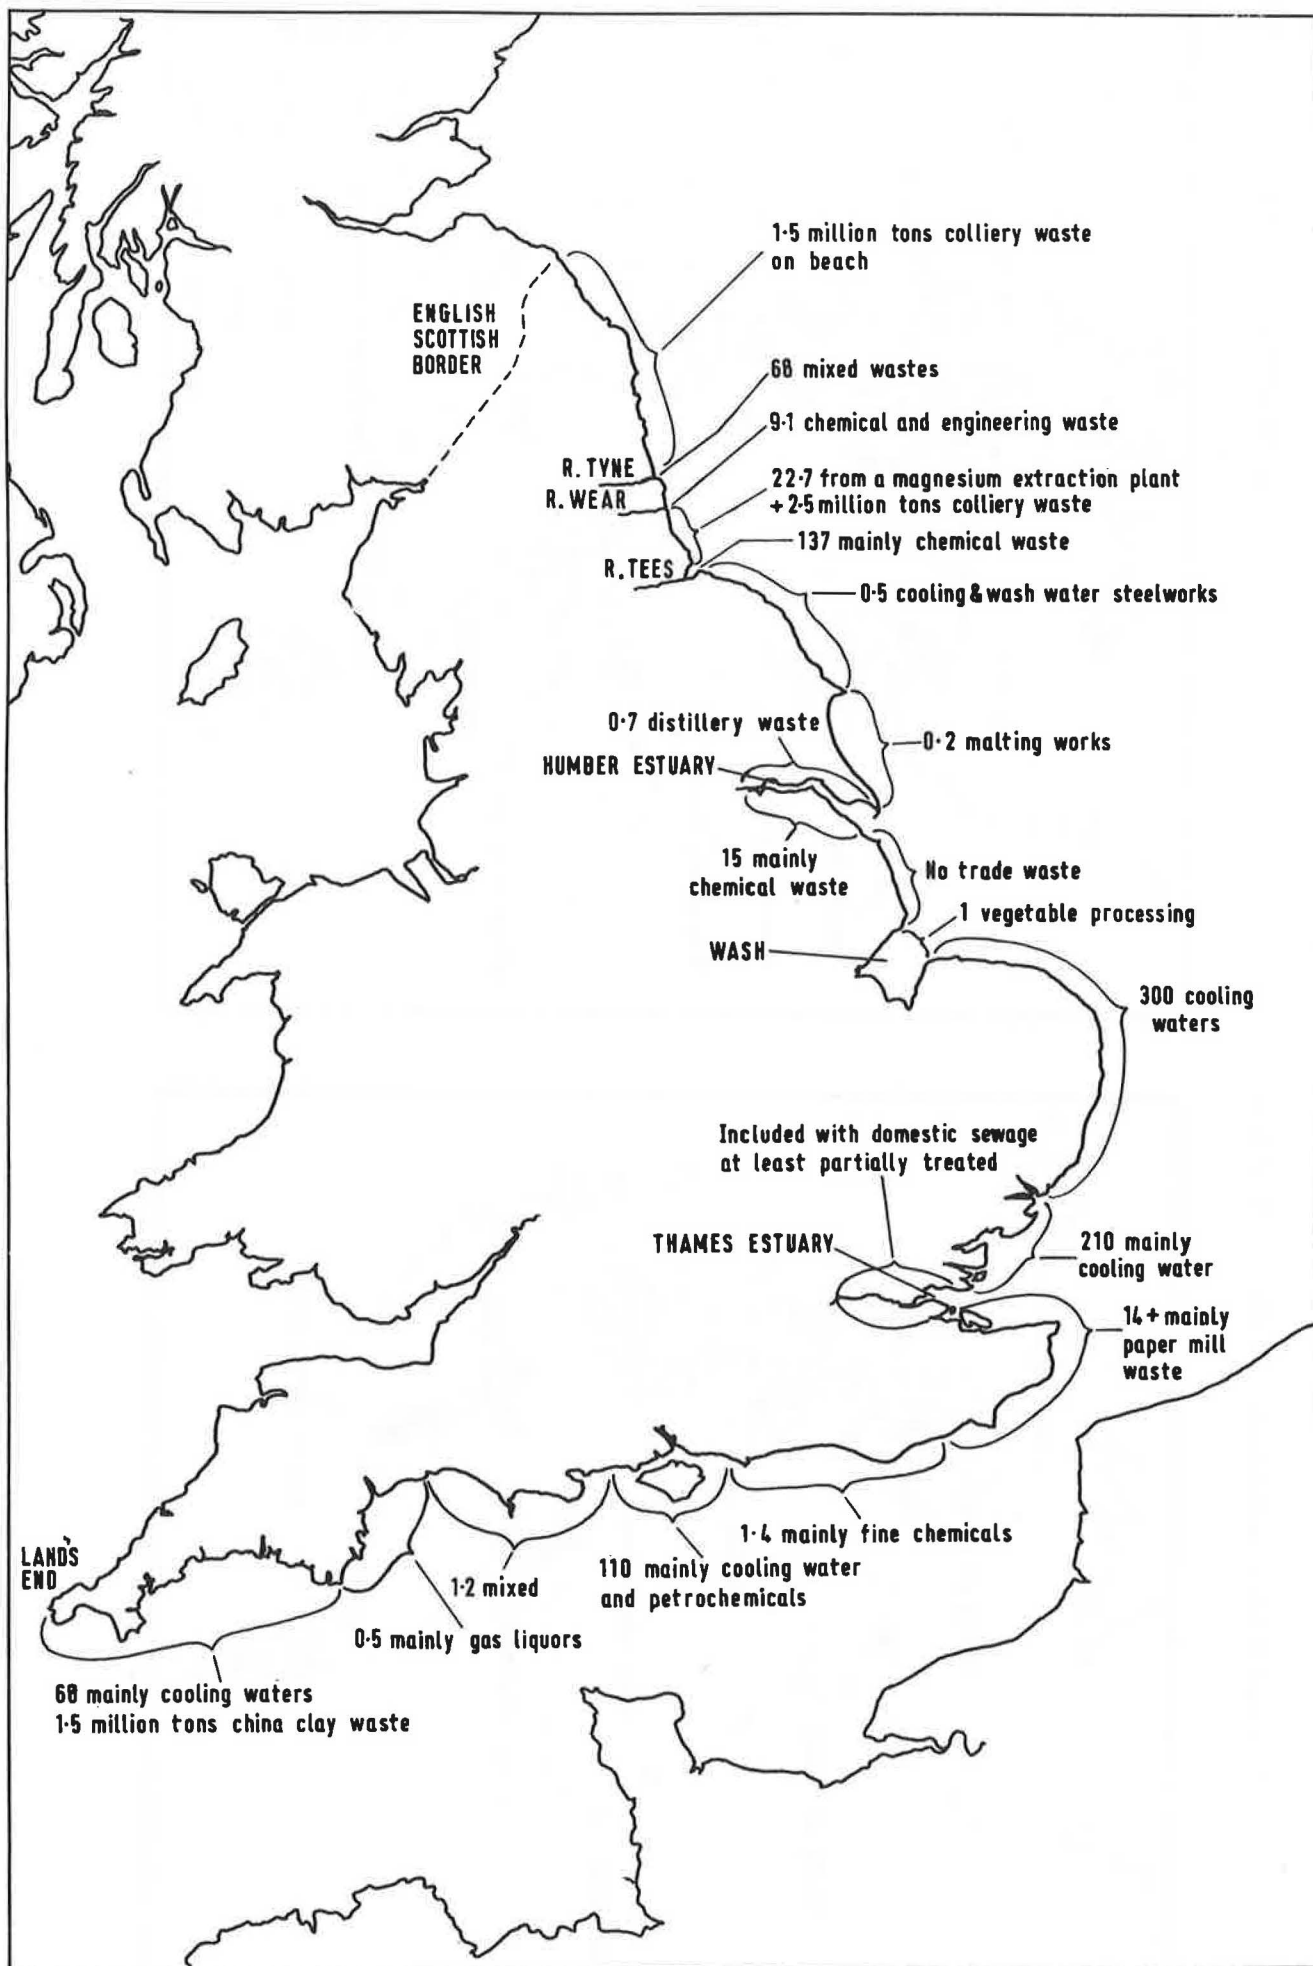 1·5 million tons colliery waste
on beach
ENGLISH
SCOTTISH
BORDER
68 mixed wastes
9·1 chemical and engineering waste
R. TYNE
22·7 from a magnesium extraction plant
R. WEAR
+ 2·5 million tons colliery waste
137 mainly chemical waste
R. TEES
0·5 cooling & wash water steelworks
0·7 distillery waste
0·2 malting works
HUMBER ESTUARY
15 mainly
chemical waste
No trade waste
1 vegetable processing
WASH
300 cooling
waters
Included with domestic sewage
at least partially treated
THAMES ESTUARY
210 mainly
cooling water
14 + mainly
paper mill
waste
1·4 mainly fine chemicals
LAND'S
END
110 mainly cooling water
and petrochemicals
1·2 mixed
0·5 mainly gas liquors
68 mainly cooling waters
1·5 million tons china clay waste